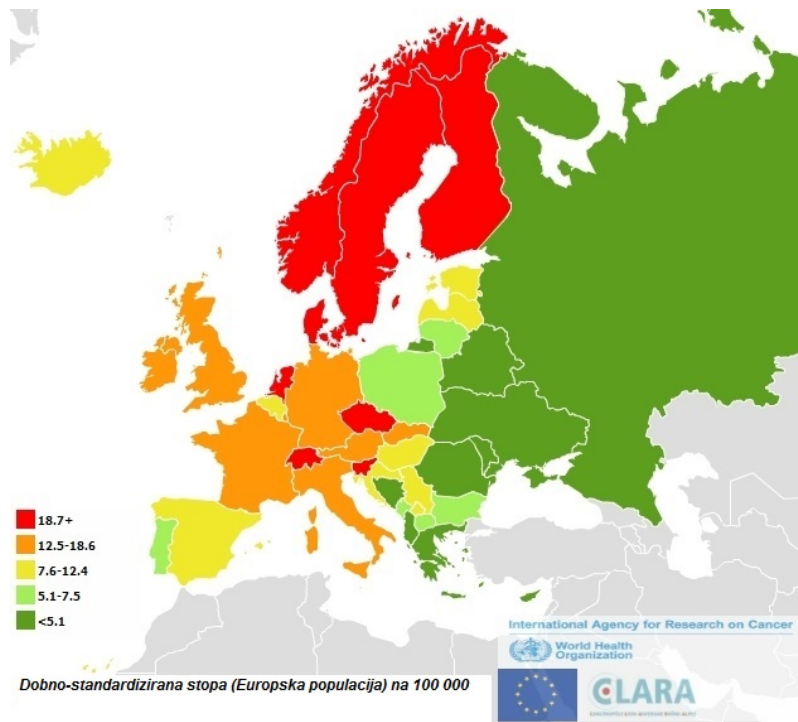 18.7+
12.5-18.6
7.6-12.4
5.1-7.5
<5.1
International Agency for Research on Cancer
World Health
Organization
Dobno-standardizirana stopa (Europska populacija) na 100 000
CLARA